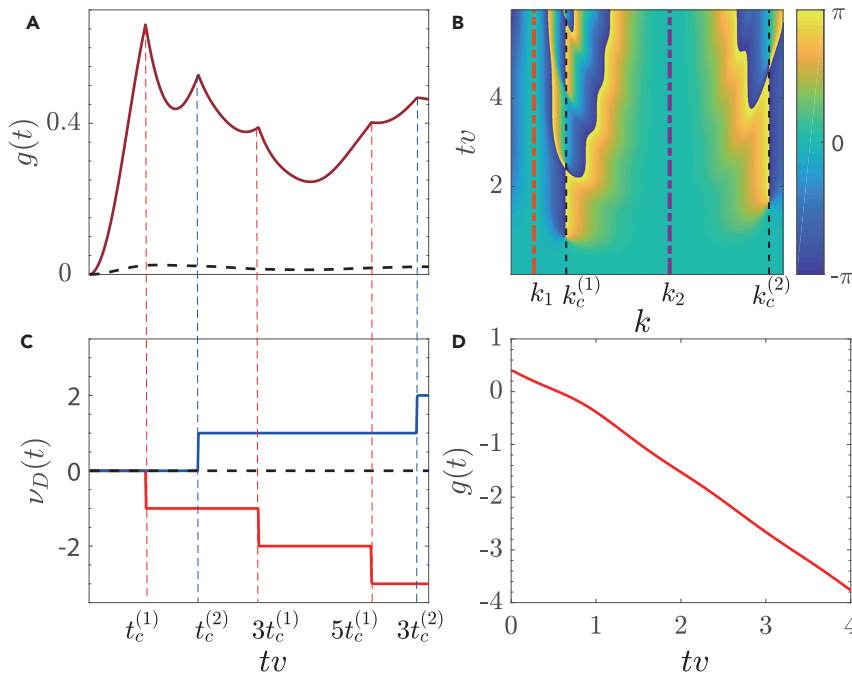 A
0.4
0
g(t)
B
6
4
2
tv
k₁
k_c^{(1)}
k₂
k_c^{(2)}
k
π
0
-π
C
2
0
-2
ν_D(t)
t_c^{(1)}
t_c^{(2)}
3t_c^{(1)}
5t_c^{(1)}
3t_c^{(2)}
tv
D
1
0
-1
-2
-3
-4
g(t)
0
1
2
3
4
tv